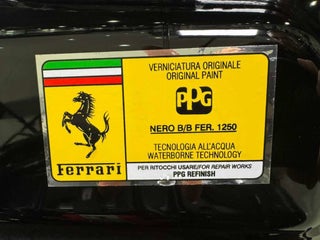 VERNICIATURA ORIGINALE
ORIGINAL PAINT
PPG
NERO B/B FER. 1250
TECNOLOGIA ALL'ACQUA
WATERBORNE TECHNOLOGY
Ferrari
PER RITOCCHI USARE/FOR REPAIR WORKS
PPG REFINISH